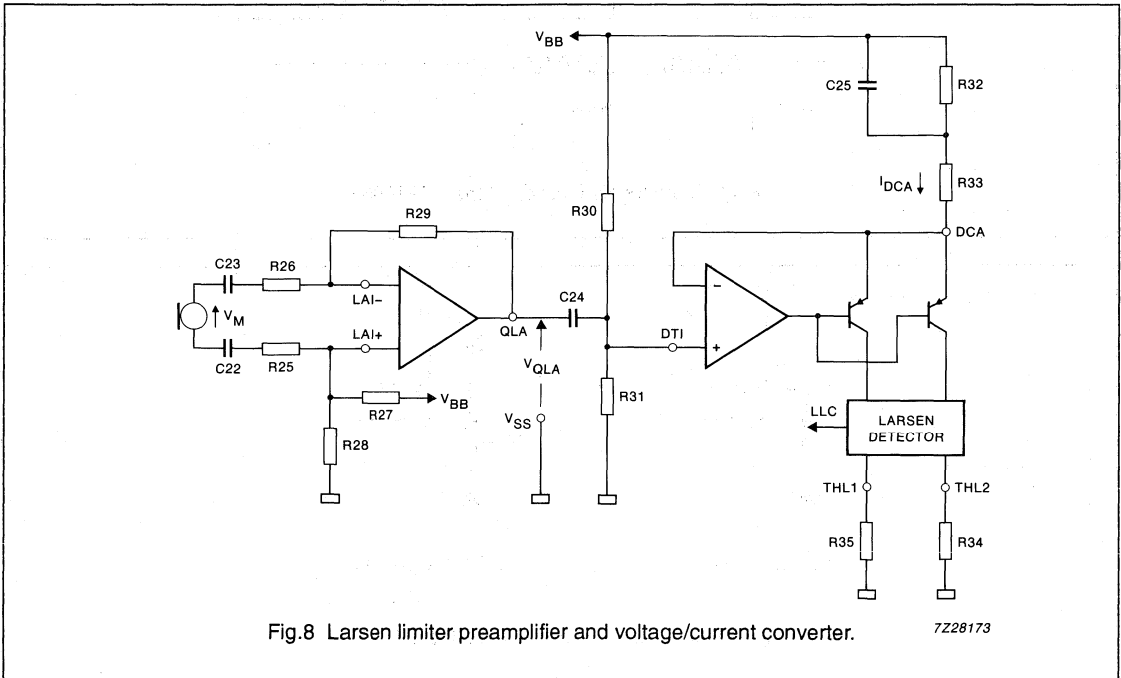 VBB
C25
R32
IDCA
R33
R30
R29
DCA
C23
R26
LAI–
C24
VM
QLA
DTI
LAI+
C22
R25
VQLA
R27
VBB
R31
VSS
R28
LLC
LARSEN
DETECTOR
THL1
THL2
R35
R34
Fig.8 Larsen limiter preamplifier and voltage/current converter.
7Z28173